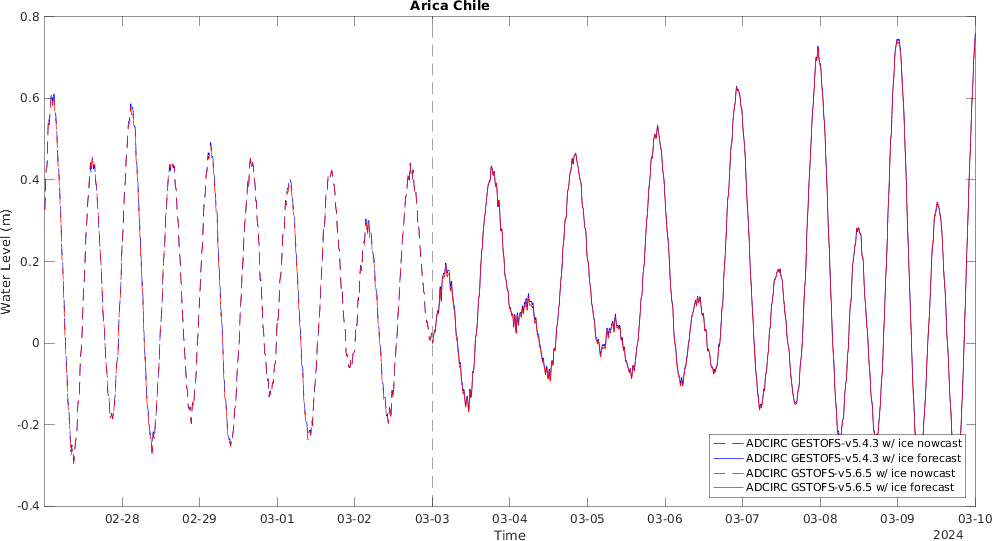 Arica Chile
0.8
0.6
0.4
0.2
0
-0.2
-0.4
Water Level (m)
ADCIRC GESTOFS-v5.4.3 w/ ice nowcast
ADCIRC GESTOFS-v5.4.3 w/ ice forecast
ADCIRC GSTOFS-v5.6.5 w/ ice nowcast
ADCIRC GSTOFS-v5.6.5 w/ ice forecast
02-28 02-29 03-01 03-02 03-03 03-04 03-05 03-06 03-07 03-08 03-09 03-10
Time
2024